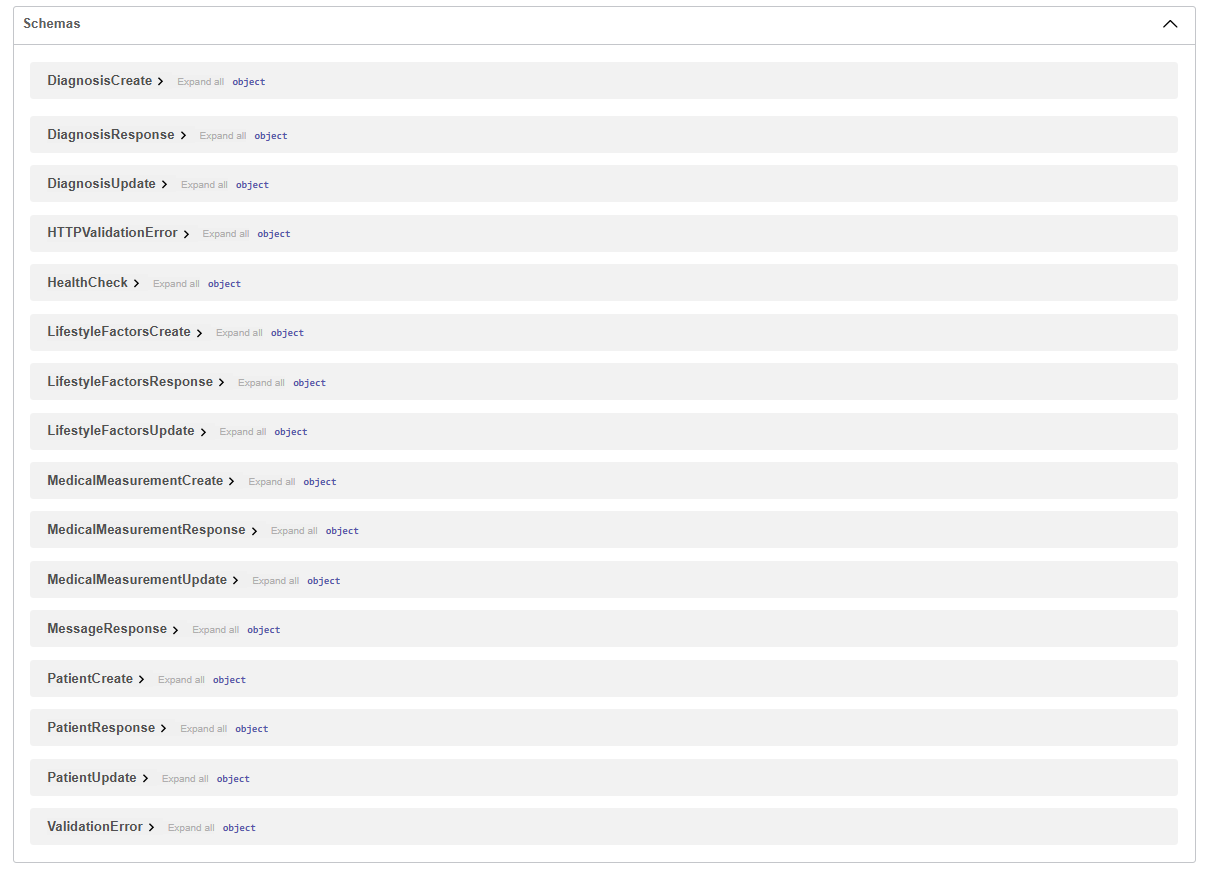 Schemas
DiagnosisCreate Expand all object
DiagnosisResponse Expand all object
DiagnosisUpdate Expand all object
HTTPValidationError Expand all object
HealthCheck Expand all object
LifestyleFactorsCreate Expand all object
LifestyleFactorsResponse Expand all object
LifestyleFactorsUpdate Expand all object
MedicalMeasurementCreate Expand all object
MedicalMeasurementResponse Expand all object
MedicalMeasurementUpdate Expand all object
MessageResponse Expand all object
PatientCreate Expand all object
PatientResponse Expand all object
PatientUpdate Expand all object
ValidationError Expand all object